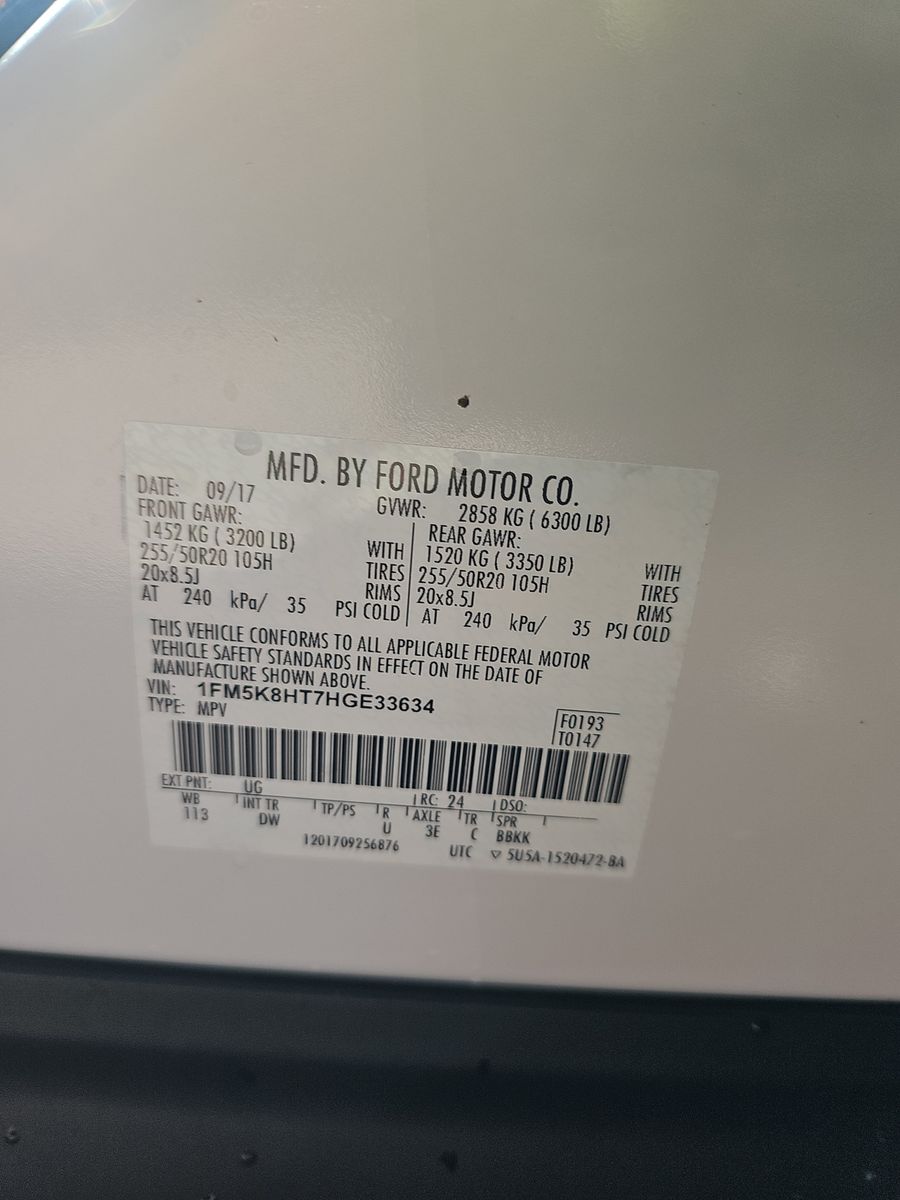 MFD. BY FORD MOTOR CO.
DATE: 09/17 GVWR: 2858 KG ( 6300 LB)
FRONT GAWR: REAR GAWR:
1452 KG ( 3200 LB) WITH 1520 KG ( 3350 LB) WITH
255/50R20 105H TIRES 255/50R20 105H TIRES
20x8.5J RIMS 20x8.5J RIMS
AT 240 kPa/ 35 PSI COLD AT 240 kPa/ 35 PSI COLD
THIS VEHICLE CONFORMS TO ALL APPLICABLE FEDERAL MOTOR
VEHICLE SAFETY STANDARDS IN EFFECT ON THE DATE OF
MANUFACTURE SHOWN ABOVE.
VIN: 1FM5K8HT7HGE33634
TYPE: MPV
F0193
T0147
EXT PNT: UG RC: 24 DSO:
WB INT TR TP/PS R AXLE TR SPR
113 DW U 3E C BBKK
1201709256876 UTC ▽ 5U5A-1520472-BA